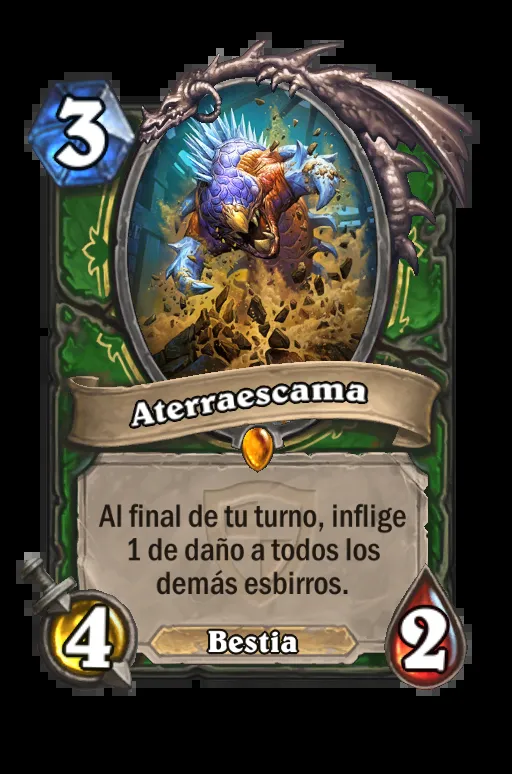 3
Aterraescama
Al final de tu turno, inflige
1 de daño a todos los
demás esbirros.
4
Bestia
2